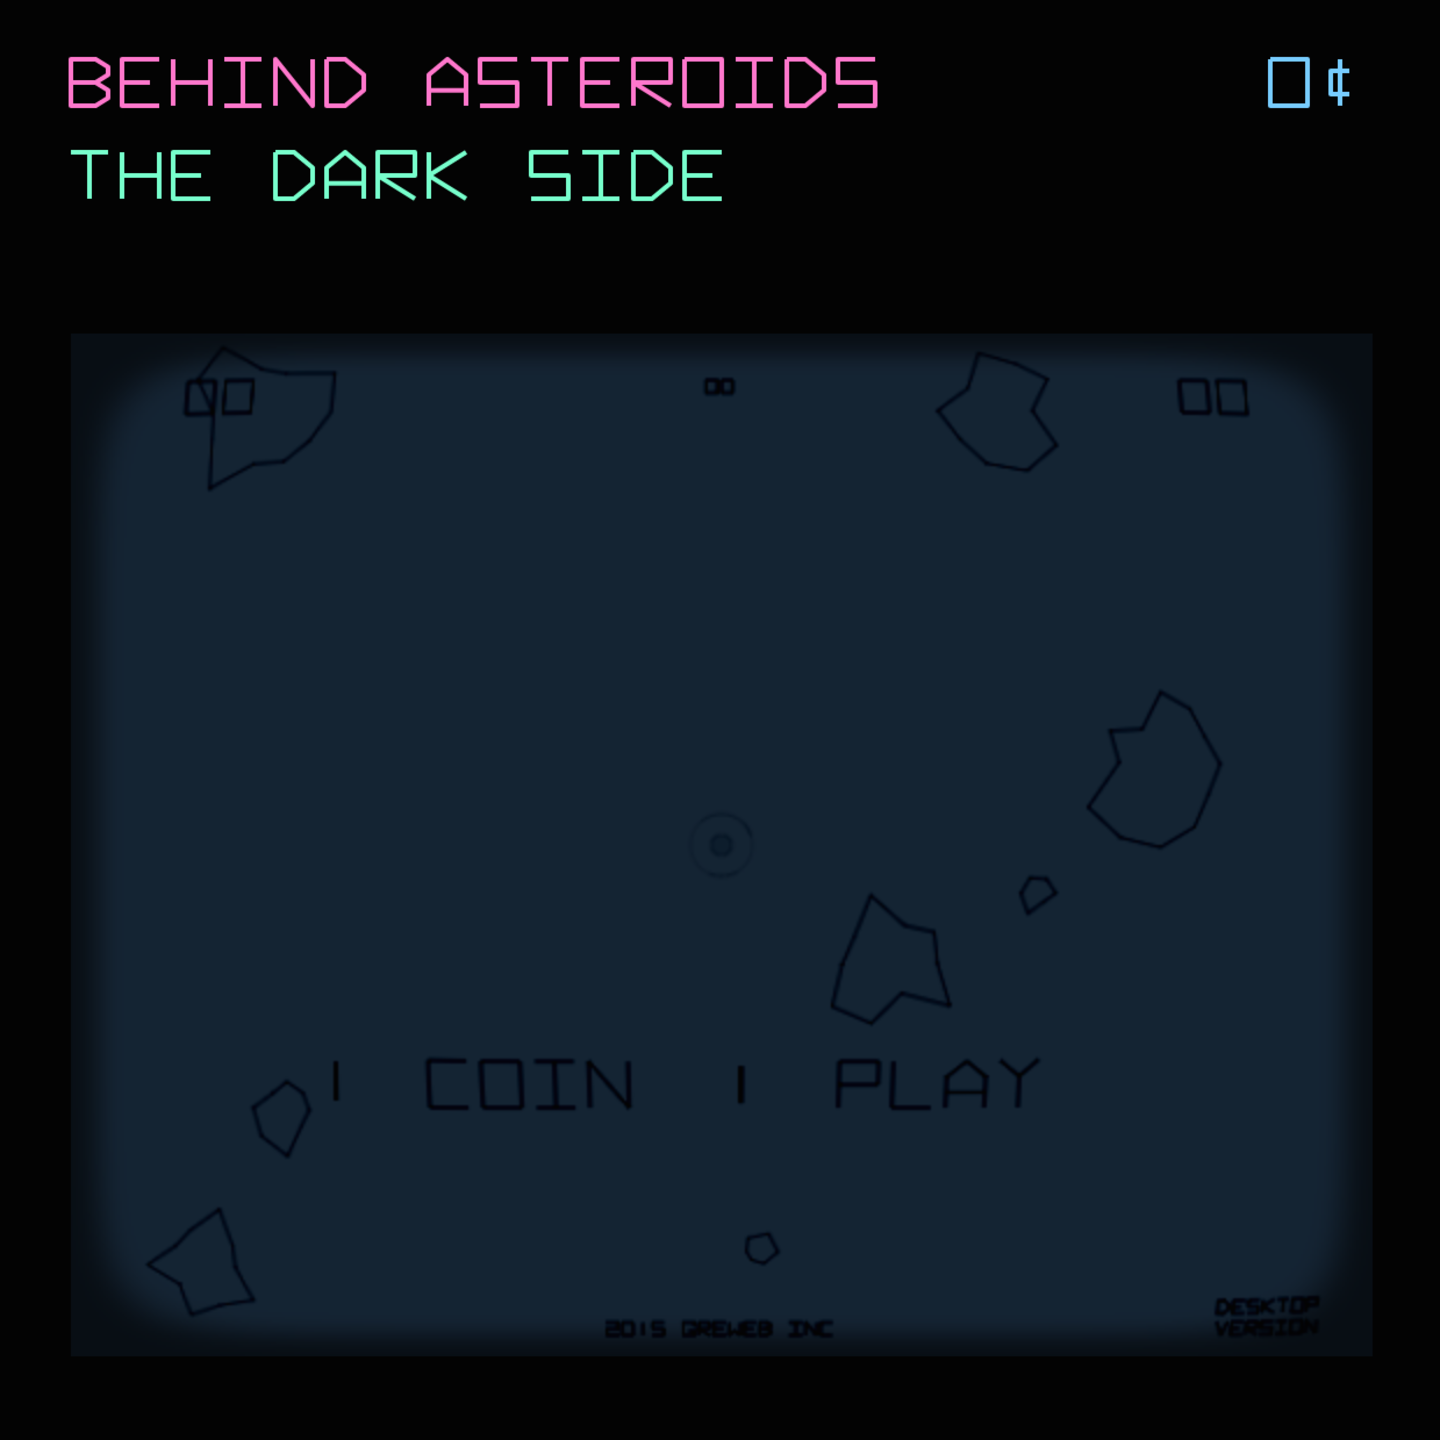 BEHIND ASTEROIDS 0¢
THE DARK SIDE
00 00 00
1 COIN 1 PLAY
2015 GREWEB INC
DESKTOP
VERSION